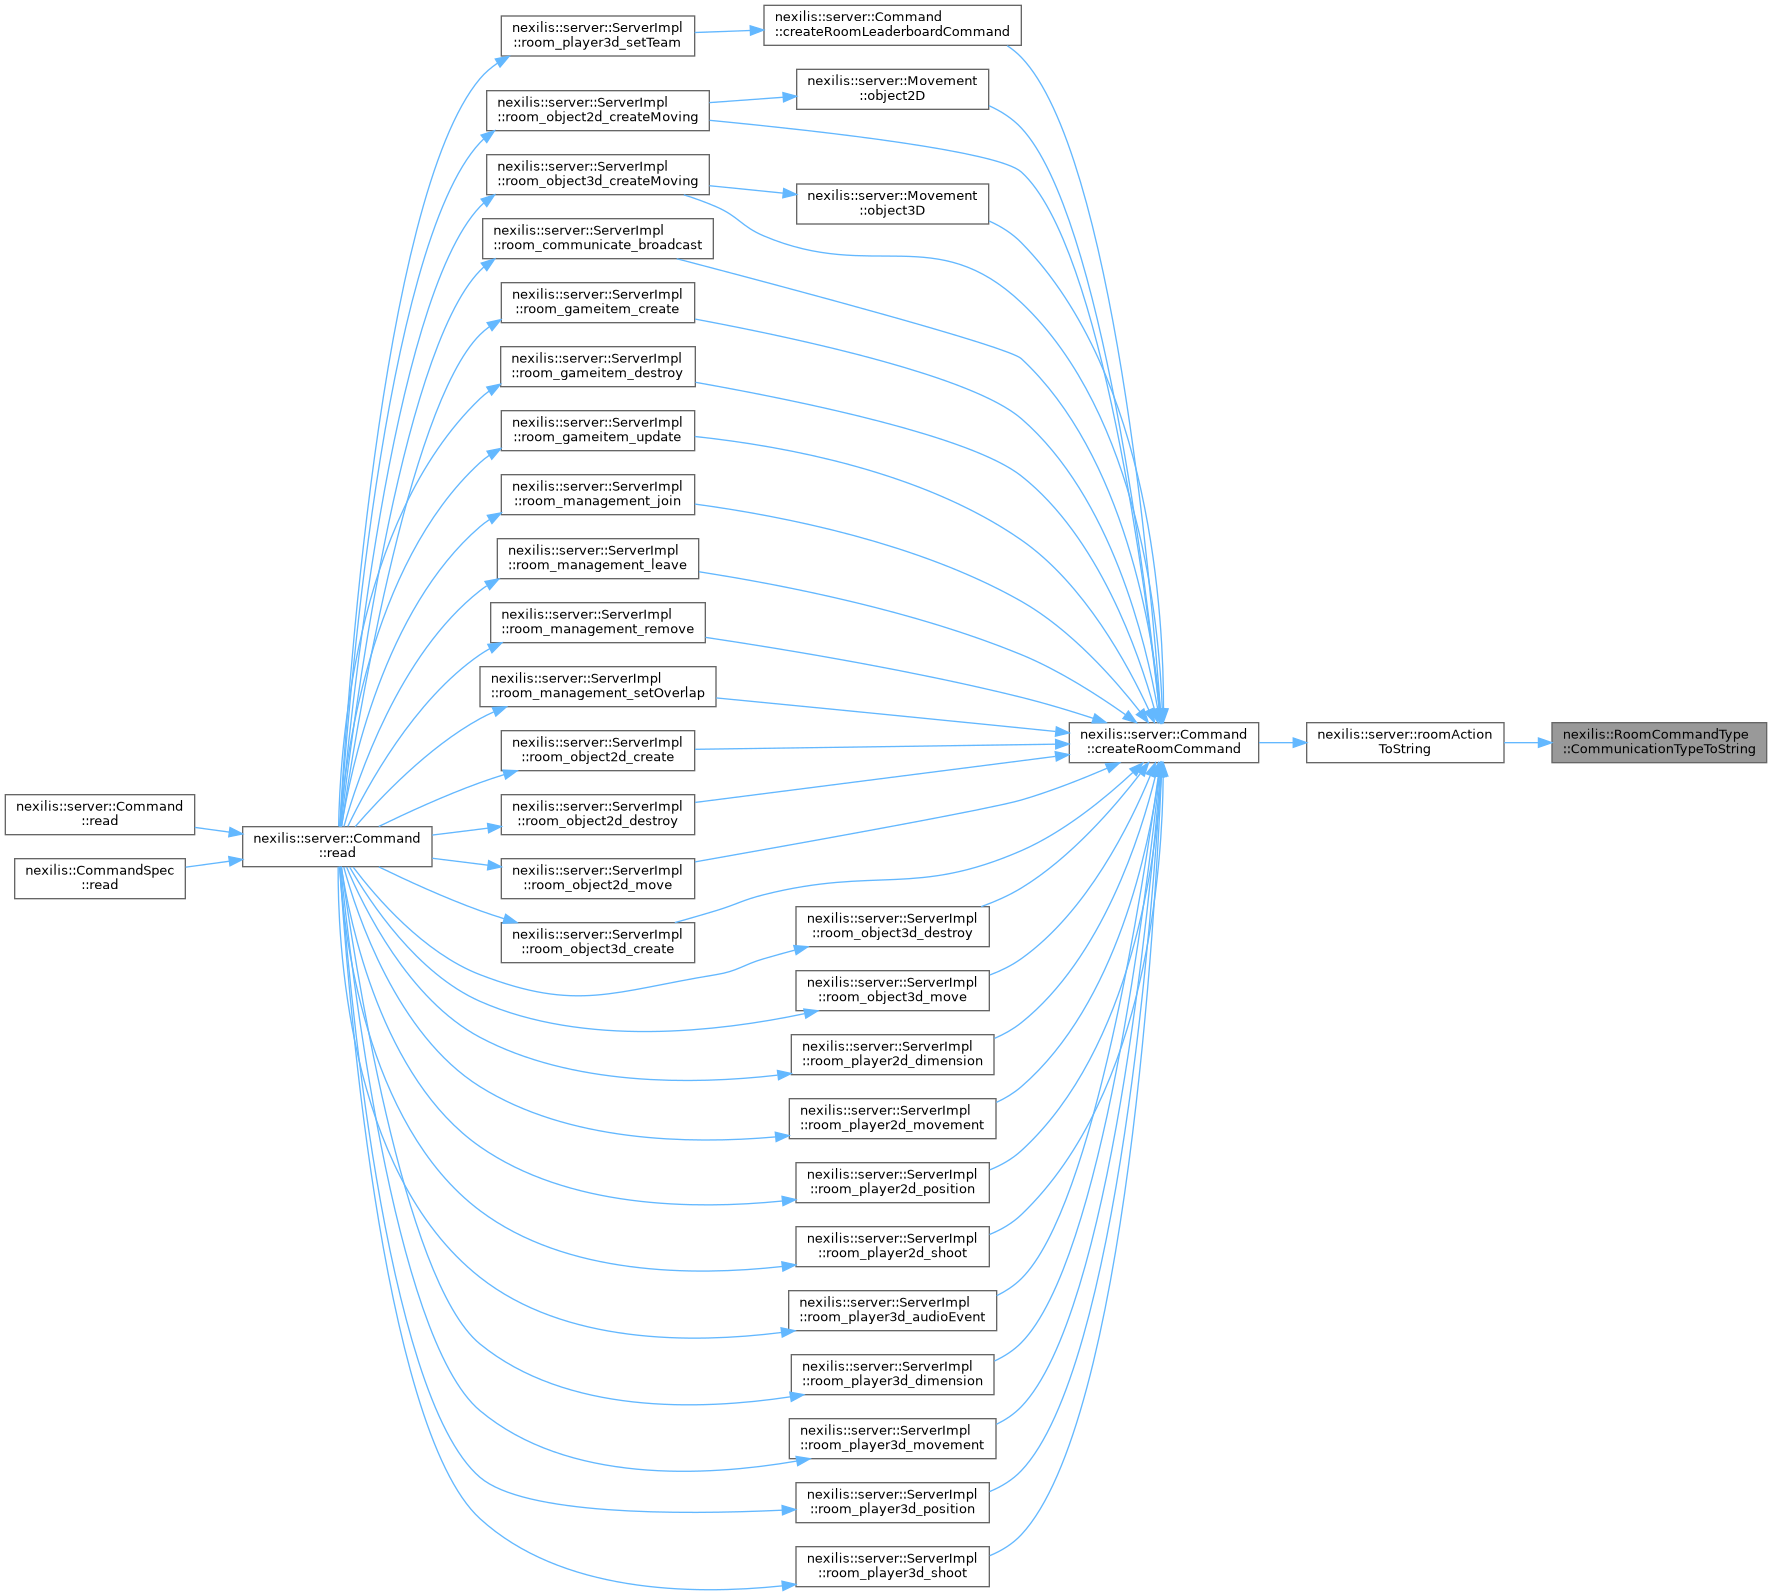 nexilis::server::ServerImpl
::room_player3d_setTeam
nexilis::server::Command
::createRoomLeaderboardCommand
nexilis::server::ServerImpl
::room_object2d_createMoving
nexilis::server::Movement
::object2D
nexilis::server::ServerImpl
::room_object3d_createMoving
nexilis::server::Movement
::object3D
nexilis::server::ServerImpl
::room_communicate_broadcast
nexilis::server::ServerImpl
::room_gameitem_create
nexilis::server::ServerImpl
::room_gameitem_destroy
nexilis::server::ServerImpl
::room_gameitem_update
nexilis::server::ServerImpl
::room_management_join
nexilis::server::ServerImpl
::room_management_leave
nexilis::server::ServerImpl
::room_management_remove
nexilis::server::ServerImpl
::room_management_setOverlap
nexilis::server::ServerImpl
::room_object2d_create
nexilis::server::Command
::createRoomCommand
nexilis::server::roomAction
ToString
nexilis::RoomCommandType
::CommunicationTypeToString
nexilis::server::ServerImpl
::room_object2d_destroy
nexilis::server::Command
::read
nexilis::server::Command
::read
nexilis::CommandSpec
::read
nexilis::server::ServerImpl
::room_object2d_move
nexilis::server::ServerImpl
::room_object3d_create
nexilis::server::ServerImpl
::room_object3d_destroy
nexilis::server::ServerImpl
::room_object3d_move
nexilis::server::ServerImpl
::room_player2d_dimension
nexilis::server::ServerImpl
::room_player2d_movement
nexilis::server::ServerImpl
::room_player2d_position
nexilis::server::ServerImpl
::room_player2d_shoot
nexilis::server::ServerImpl
::room_player3d_audioEvent
nexilis::server::ServerImpl
::room_player3d_dimension
nexilis::server::ServerImpl
::room_player3d_movement
nexilis::server::ServerImpl
::room_player3d_position
nexilis::server::ServerImpl
::room_player3d_shoot